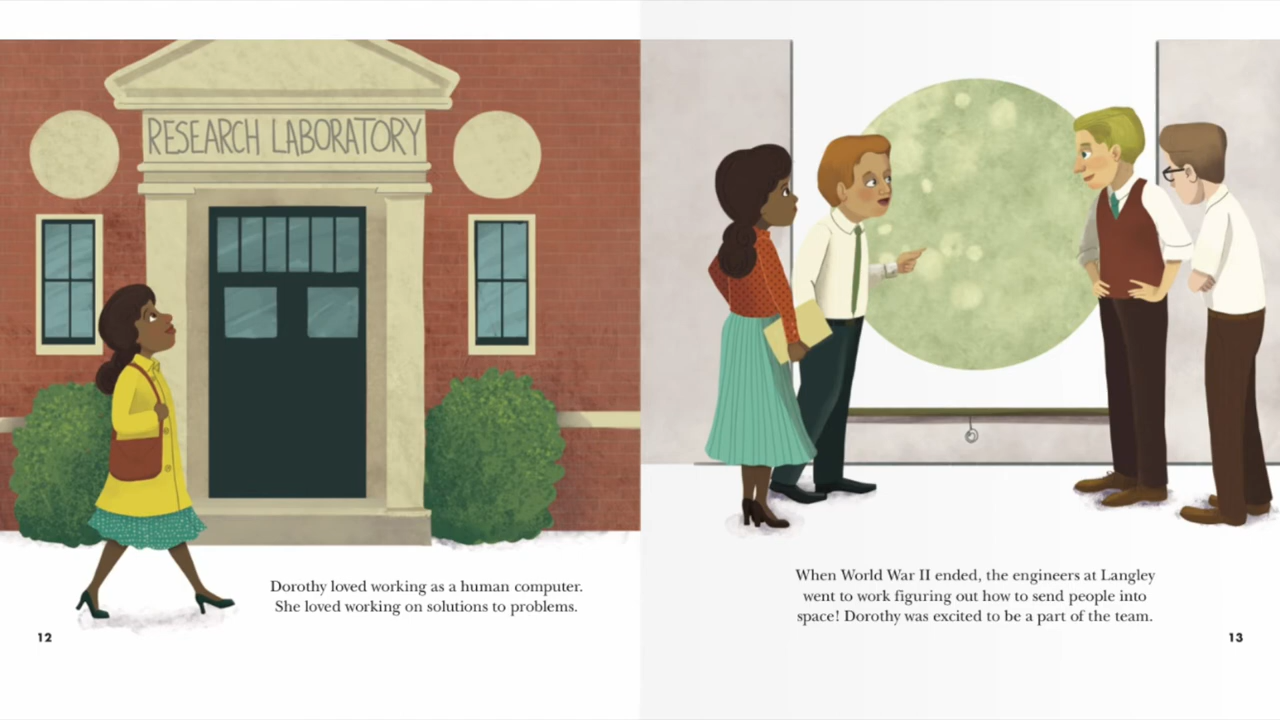 RESEARCH LABORATORY
Dorothy loved working as a human computer.
She loved working on solutions to problems.
12
When World War II ended, the engineers at Langley
went to work figuring out how to send people into
space! Dorothy was excited to be a part of the team.
13